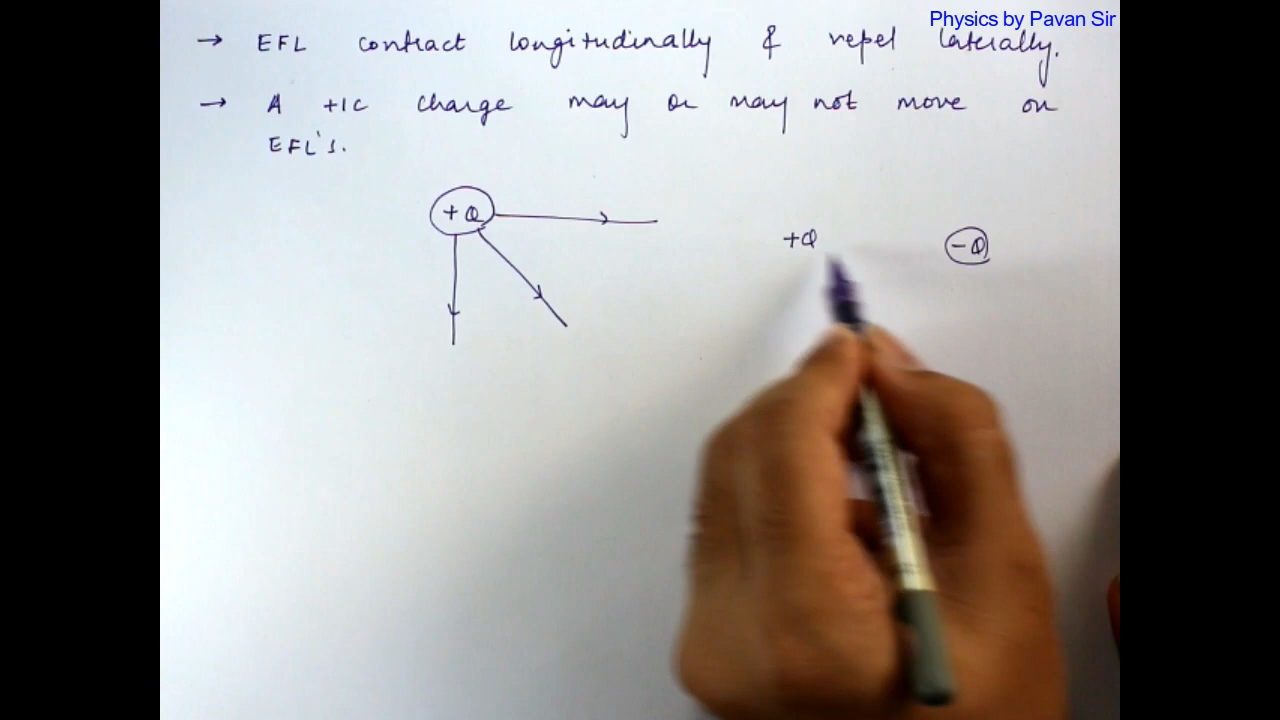 Physics by Pavan Sir
→ EFL contract longitudinally & repel laterally.
→ A +1C charge may or may not move on
EFL's.
+Q
+Q
-Q